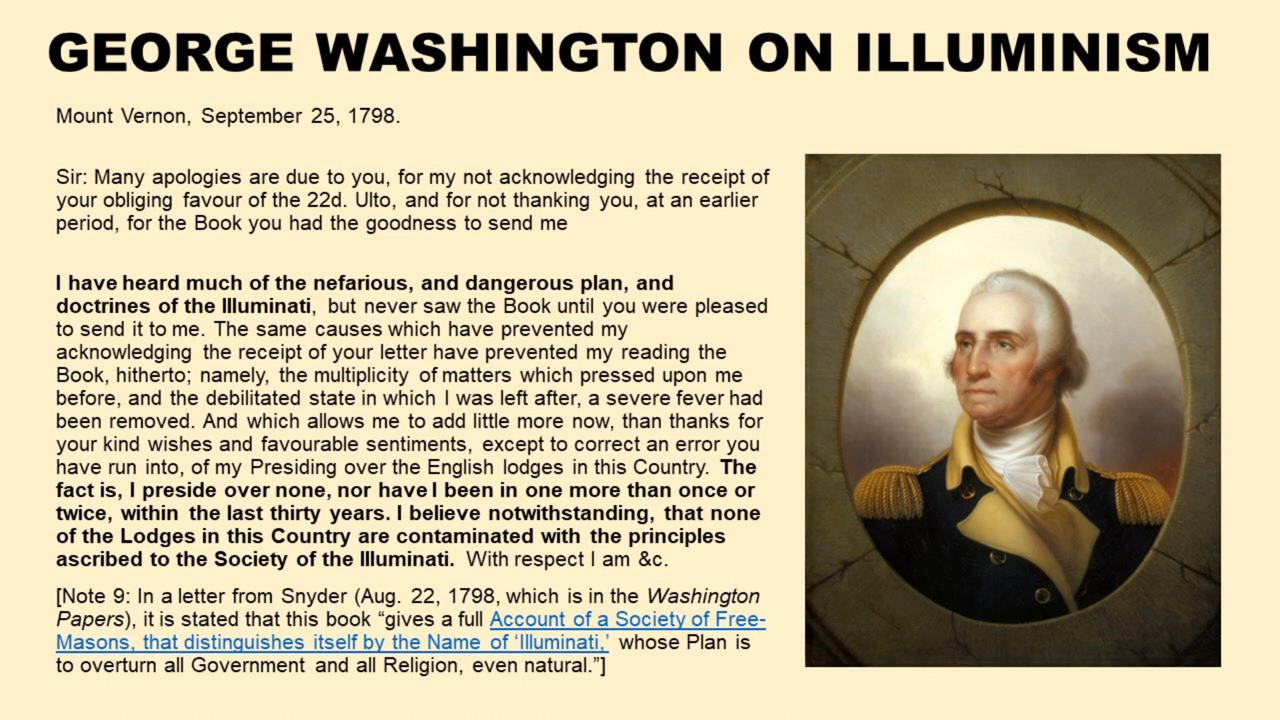 GEORGE WASHINGTON ON ILLUMINISM
Mount Vernon, September 25, 1798.
Sir: Many apologies are due to you, for my not acknowledging the receipt of
your obliging favour of the 22d. Ulto, and for not thanking you, at an earlier
period, for the Book you had the goodness to send me
I have heard much of the nefarious, and dangerous plan, and
doctrines of the Illuminati, but never saw the Book until you were pleased
to send it to me. The same causes which have prevented my
acknowledging the receipt of your letter have prevented my reading the
Book, hitherto; namely, the multiplicity of matters which pressed upon me
before, and the debilitated state in which I was left after, a severe fever had
been removed. And which allows me to add little more now, than thanks for
your kind wishes and favourable sentiments, except to correct an error you
have run into, of my Presiding over the English lodges in this Country. The
fact is, I preside over none, nor have I been in one more than once or
twice, within the last thirty years. I believe notwithstanding, that none
of the Lodges in this Country are contaminated with the principles
ascribed to the Society of the Illuminati. With respect I am &c.
[Note 9: In a letter from Snyder (Aug. 22, 1798, which is in the Washington
Papers), it is stated that this book “gives a full Account of a Society of Free-
Masons, that distinguishes itself by the Name of ‘Illuminati,’ whose Plan is
to overturn all Government and all Religion, even natural.”]